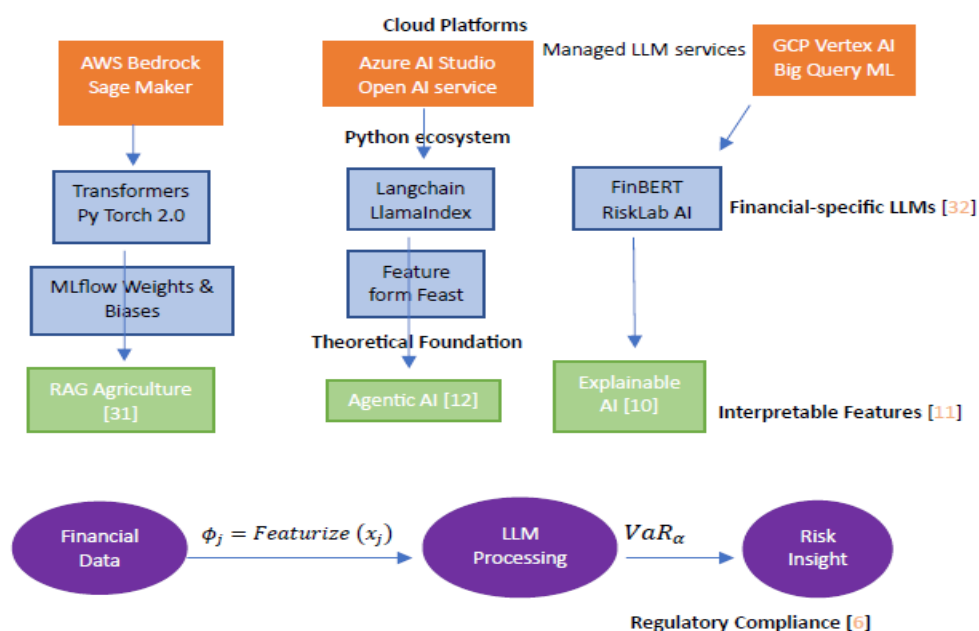 Cloud Platforms
AWS Bedrock
Sage Maker
Azure AI Studio
Open AI service
Managed LLM services
GCP Vertex AI
Big Query ML
Python ecosystem
Transformers
Py Torch 2.0
Langchain
LlamaIndex
FinBERT
RiskLab AI
Financial-specific LLMs [32]
MLflow Weights &
Biases
Feature
form Feast
Theoretical Foundation
RAG Agriculture
[31]
Agentic AI [12]
Explainable
AI [10]
Interpretable Features [11]
Financial
Data
ϕ_j = Featurize (x_j)
LLM
Processing
VaR_α
Risk
Insight
Regulatory Compliance [6]